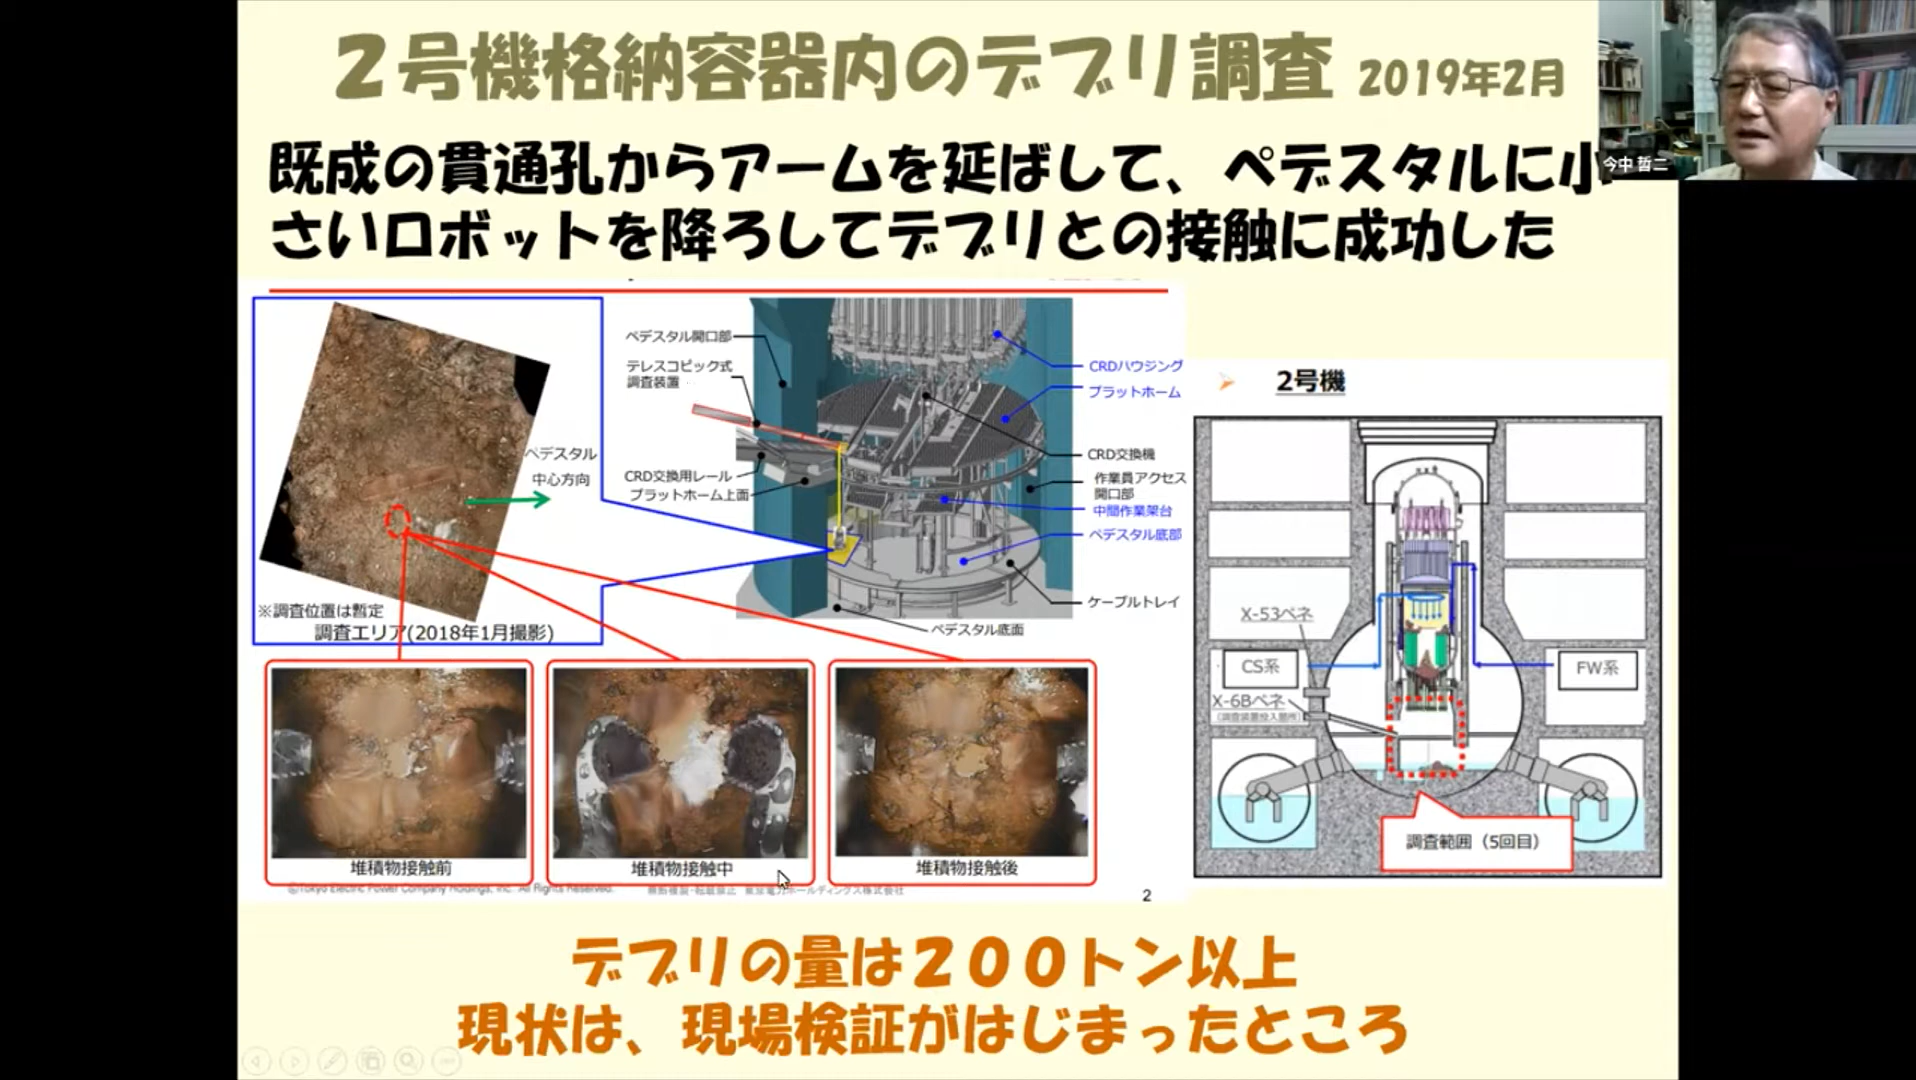 ２号機格納容器内のデブリ調査 2019年2月
今中 哲二
既成の貫通孔からアームを延ばして、ペデスタルに小
さいロボットを降ろしてデブリとの接触に成功した
ペデスタル開口部
テレスコピック式
調査装置
CRD交換用レール
プラットホーム上面
CRDハウジング
プラットホーム
CRD交換機
作業員アクセス
開口部
中間作業架台
ペデスタル底部
ケーブルトレイ
ペデスタル底面
ペデスタル
中心方向
※調査位置は暫定
調査エリア(2018年1月撮影)
堆積物接触前
堆積物接触中
堆積物接触後
©Tokyo Electric Power Company Holdings, Inc. All Rights Reserved.
無断複製・転載禁止 東京電力ホールディングス株式会社
2
2号機
X-53ペネ
CS系
FW系
X-6Bペネ
(調査装置投入箇所)
調査範囲（5回目）
デブリの量は２００トン以上
現状は、現場検証がはじまったところ